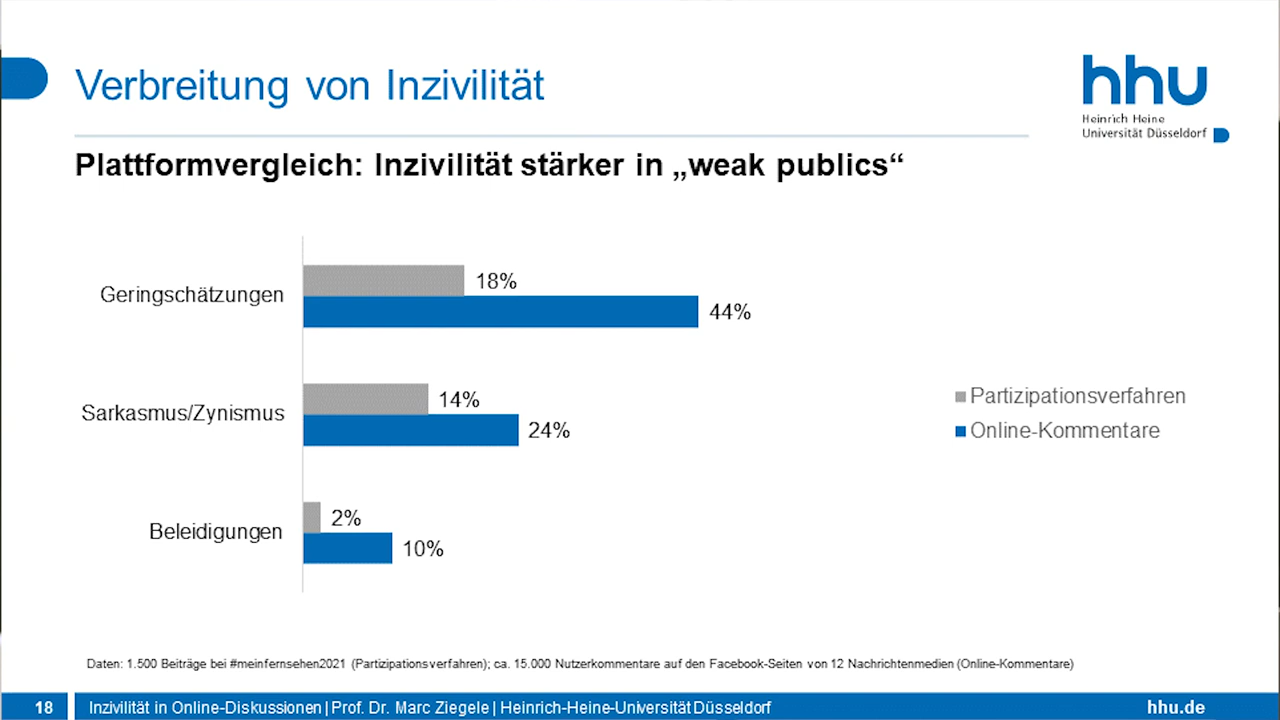 Verbreitung von Inzivilität
hhu
Heinrich Heine
Universität Düsseldorf
Plattformvergleich: Inzivilität stärker in „weak publics“
Geringschätzungen
18%
44%
Sarkasmus/Zynismus
14%
24%
Beleidigungen
2%
10%
Partizipationsverfahren
Online-Kommentare
Daten: 1.500 Beiträge bei #meinfernsehen2021 (Partizipationsverfahren); ca. 15.000 Nutzerkommentare auf den Facebook-Seiten von 12 Nachrichtenmedien (Online-Kommentare)
18 Inzivilität in Online-Diskussionen | Prof. Dr. Marc Ziegele | Heinrich-Heine-Universität Düsseldorf hhu.de